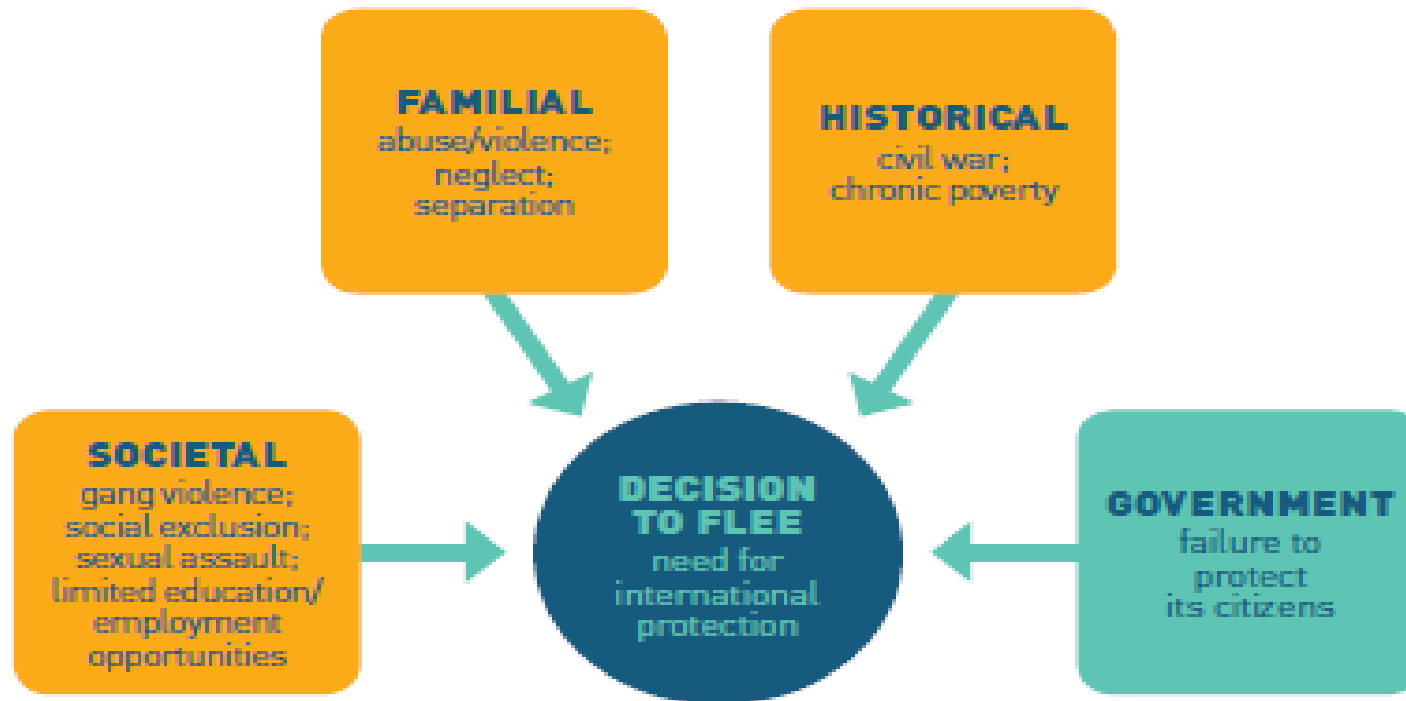 FAMILIAL
abuse/violence;
neglect;
separation
HISTORICAL
civil war;
chronic poverty
SOCIETAL
gang violence;
social exclusion;
sexual assault;
limited education/
employment
opportunities
DECISION
TO FLEE
need for
international
protection
GOVERNMENT
failure to
protect
its citizens